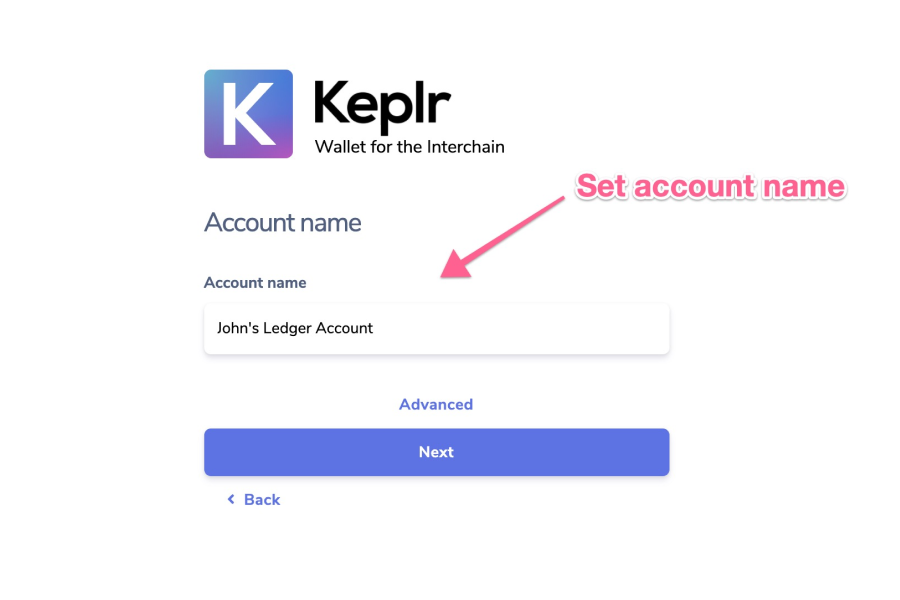 K Keplr
Wallet for the Interchain
Set account name
Account name
Account name
John's Ledger Account
Advanced
Next
Back